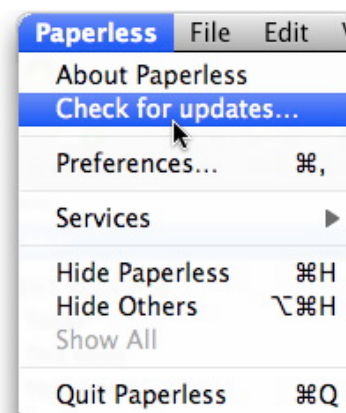 Paperless File Edit
About Paperless
Check for updates...
Preferences... ⌘,
Services
Hide Paperless ⌘H
Hide Others ⌥⌘H
Show All
Quit Paperless ⌘Q